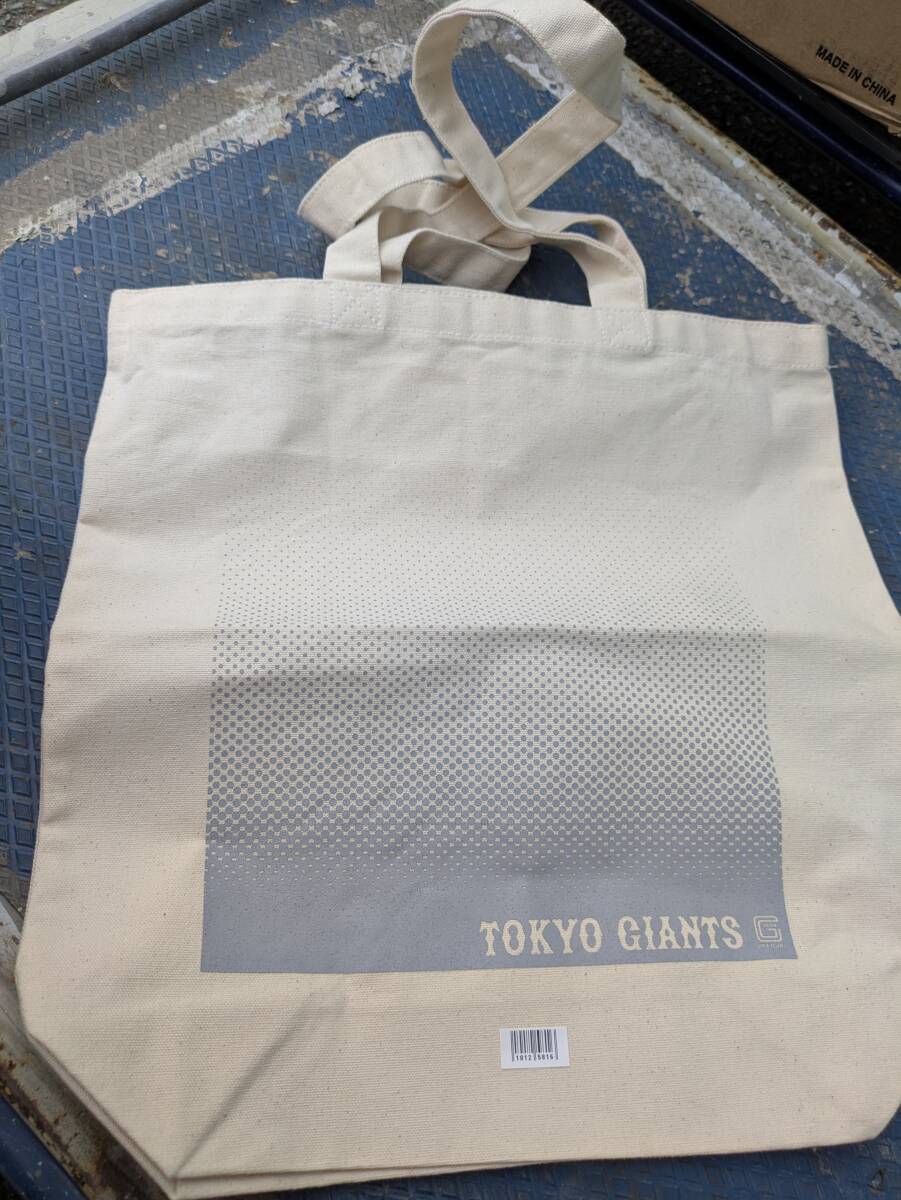 MADE IN CHINA
TOKYO GIANTS G
1812 5816